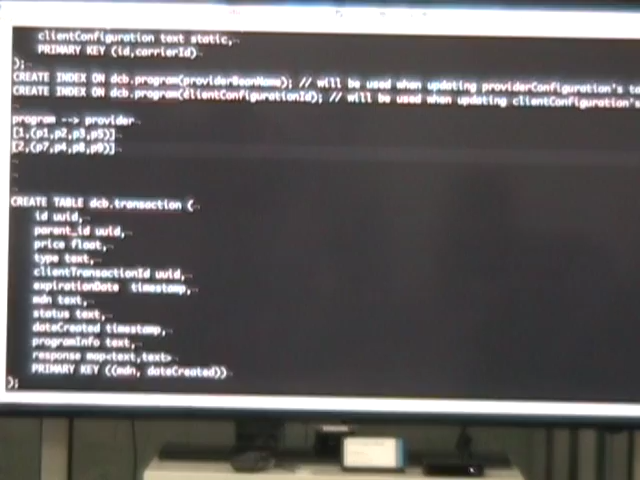 clientConfiguration text static,
PRIMARY KEY (id,carrierId)
);
CREATE INDEX ON dcb.program(providerBeanName); // will be used when updating providerConfiguration's ta
CREATE INDEX ON dcb.program(clientConfigurationId); // will be used when updating clientConfiguration's
program --> provider
[1,(p1,p2,p3,p5)]
[2,(p7,p4,p8,p9)]
CREATE TABLE dcb.transaction (
id uuid,
parent_id uuid,
price float,
type text,
clientTransactionId uuid,
expirationDate timestamp,
mdn text,
status text,
dateCreated timestamp,
programInfo text,
response map<text,text>
PRIMARY KEY ((mdn, dateCreated))
);